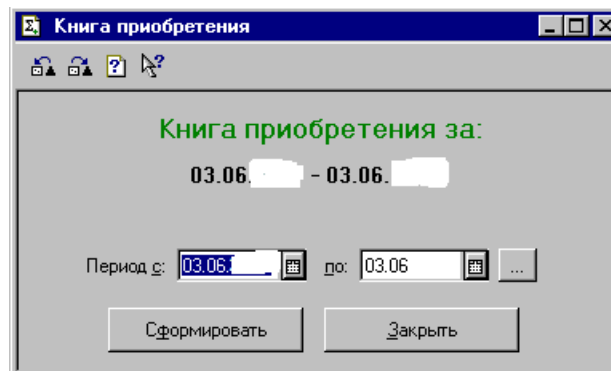 Книга приобретения
Книга приобретения за:
03.06. - 03.06.
Период с: 03.06. по: 03.06 ...
Сформировать Закрыть